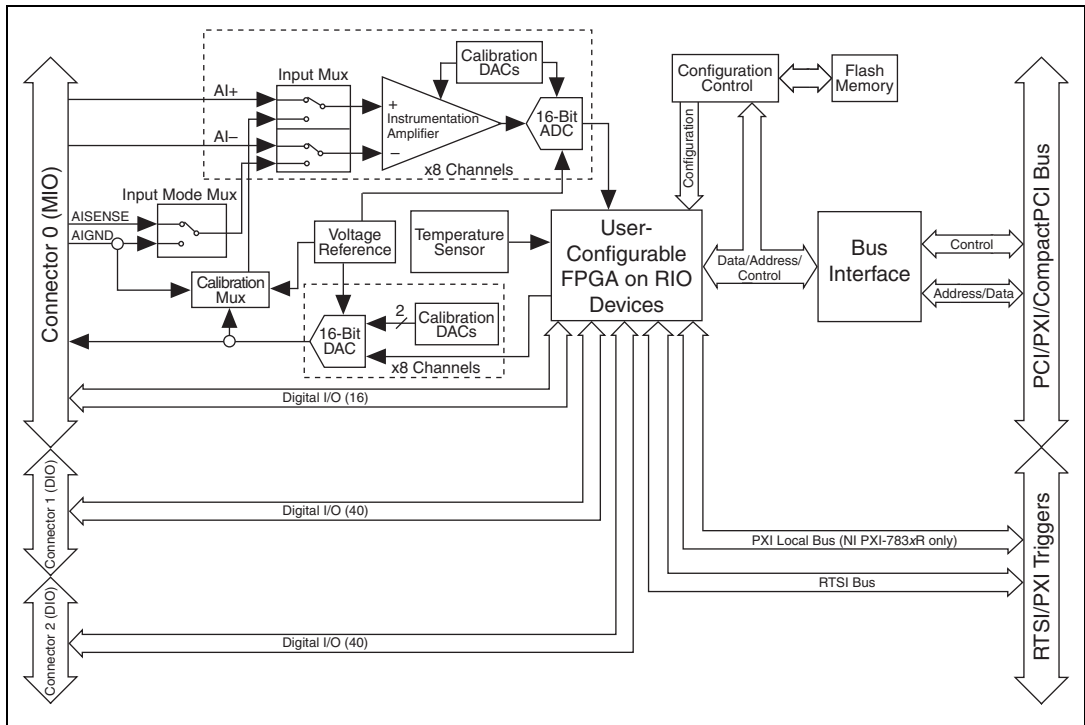 Calibration
DACs
Configuration
Control
Flash
Memory
Input Mux
AI+
+
Instrumentation
Amplifier
16-Bit
ADC
AI–
–
x8 Channels
Configuration
Connector 0 (MIO)
PCI/PXI/CompactPCI Bus
Input Mode Mux
AISENSE
AIGND
Voltage
Reference
Temperature
Sensor
User-
Configurable
FPGA on RIO
Devices
Data/Address/
Control
Bus
Interface
Control
Address/Data
Calibration
Mux
2
Calibration
DACs
16-Bit
DAC
x8 Channels
Digital I/O (16)
Connector 1 (DIO)
Digital I/O (40)
PXI Local Bus (NI PXI-783xR only)
RTSI Bus
RTSI/PXI Triggers
Connector 2 (DIO)
Digital I/O (40)